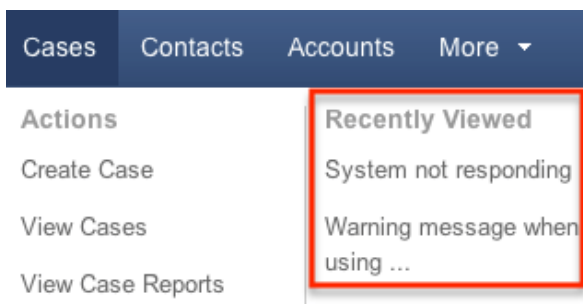 Cases Contacts Accounts More
Actions
Create Case
View Cases
View Case Reports
Recently Viewed
System not responding
Warning message when
using ...